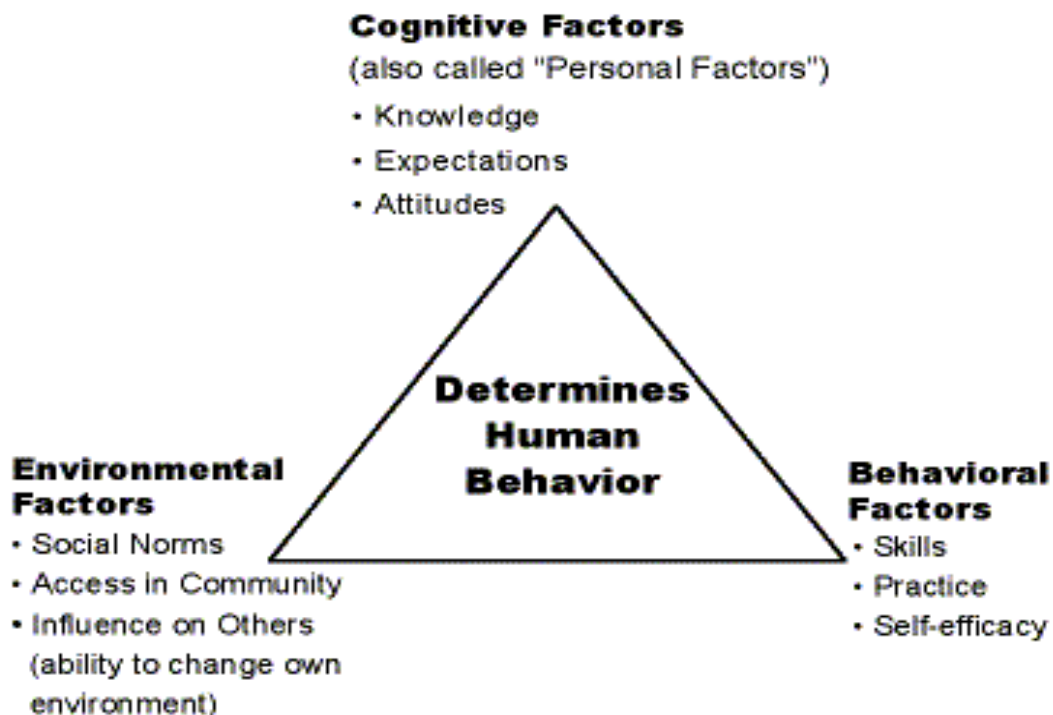 Cognitive Factors
(also called "Personal Factors")
• Knowledge
• Expectations
• Attitudes
Determines
Human
Behavior
Environmental
Factors
• Social Norms
• Access in Community
• Influence on Others
(ability to change own
environment)
Behavioral
Factors
• Skills
• Practice
• Self-efficacy